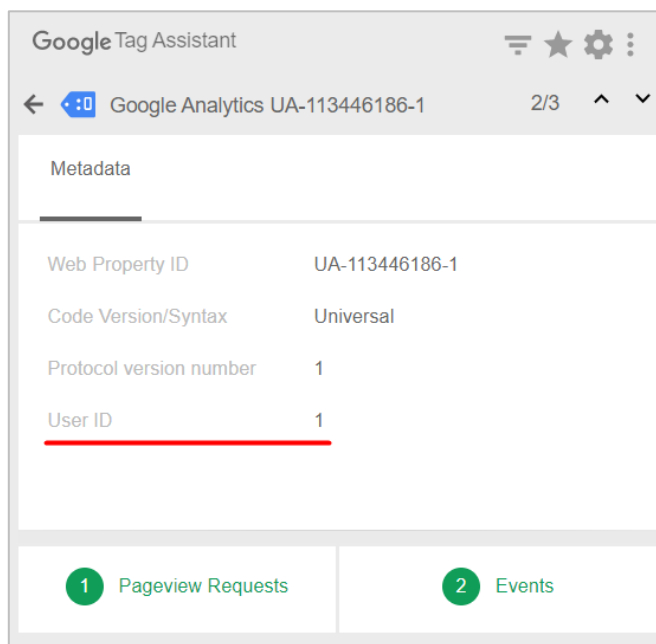 Google Tag Assistant
Google Analytics UA-113446186-1 2/3
Metadata
Web Property ID UA-113446186-1
Code Version/Syntax Universal
Protocol version number 1
User ID 1
1 Pageview Requests 2 Events